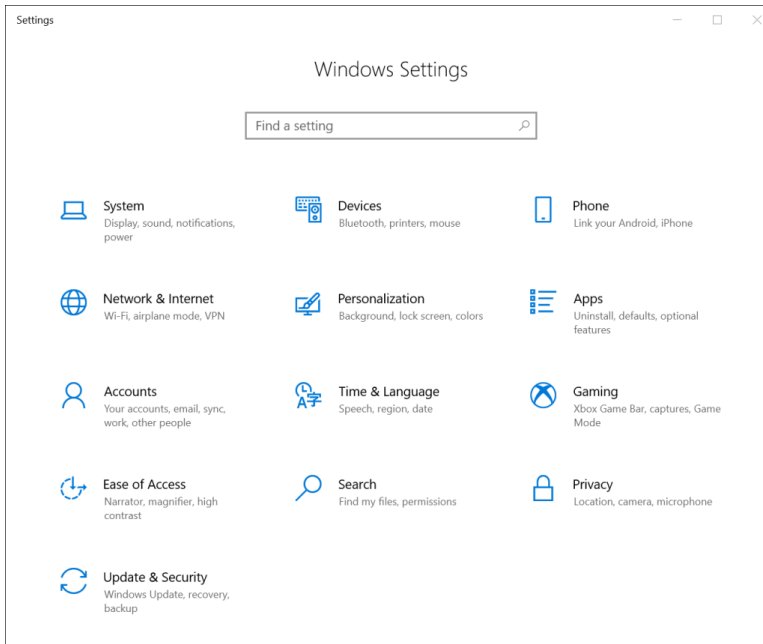 Settings
Windows Settings
Find a setting
System
Display, sound, notifications,
power
Devices
Bluetooth, printers, mouse
Phone
Link your Android, iPhone
Network & Internet
Wi-Fi, airplane mode, VPN
Personalization
Background, lock screen, colors
Apps
Uninstall, defaults, optional
features
Accounts
Your accounts, email, sync,
work, other people
Time & Language
Speech, region, date
Gaming
Xbox Game Bar, captures, Game
Mode
Ease of Access
Narrator, magnifier, high
contrast
Search
Find my files, permissions
Privacy
Location, camera, microphone
Update & Security
Windows Update, recovery,
backup